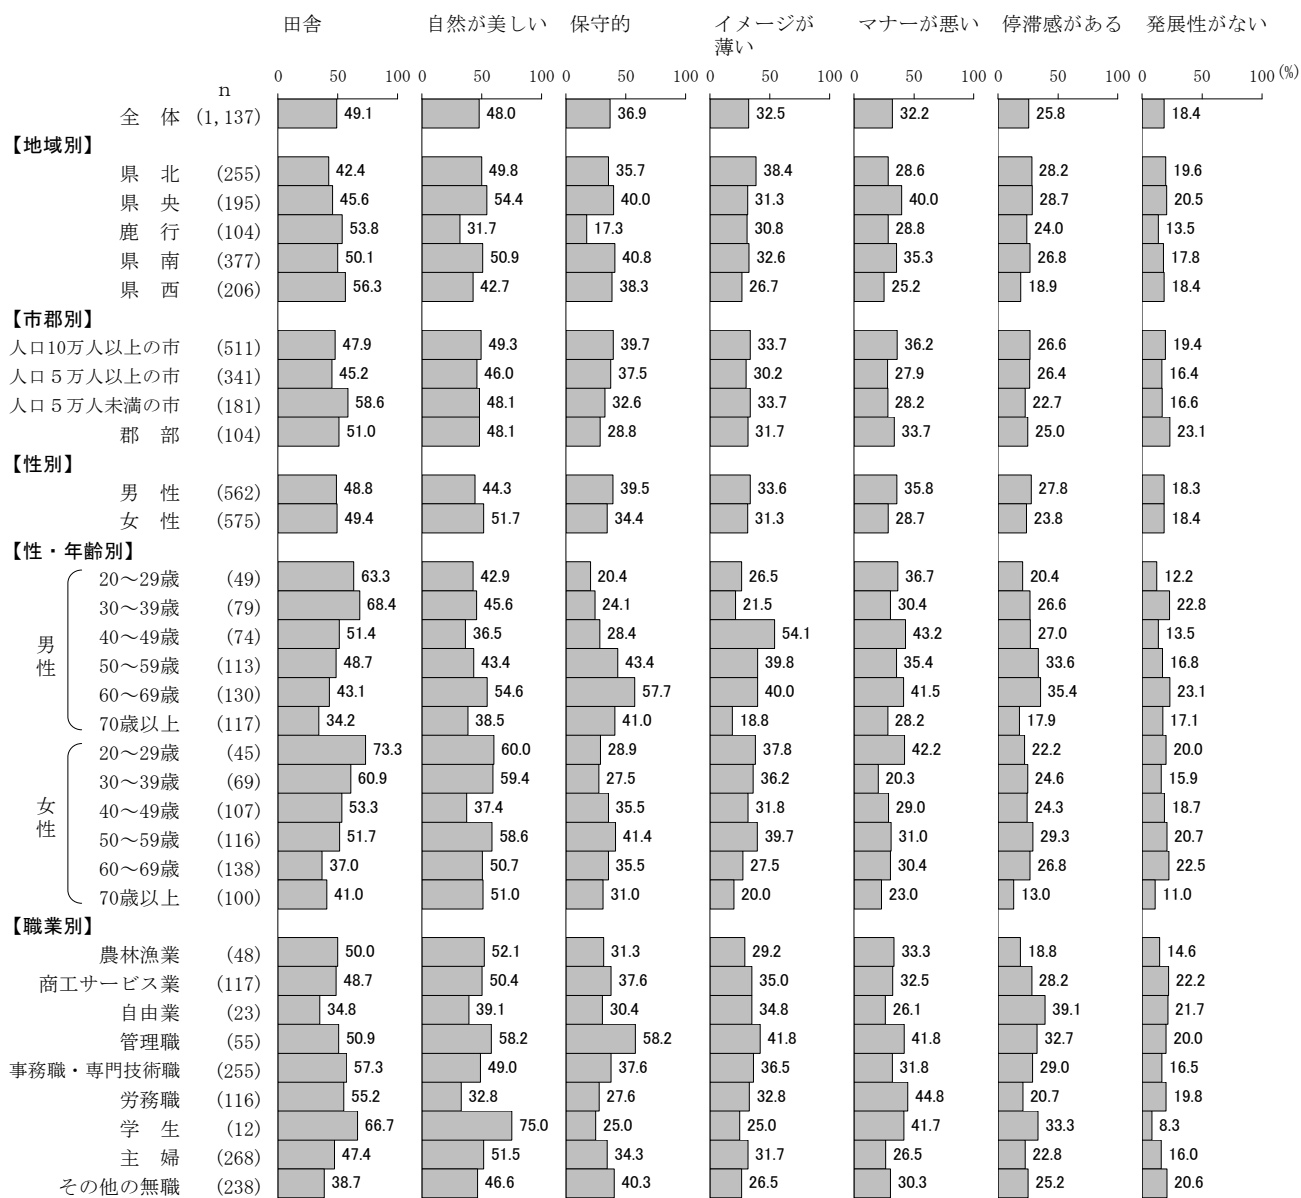 田舎 自然が美しい 保守的 イメージが マナーが悪い 停滞感がある 発展性がない
薄い
0 50 100 0 50 100 0 50 100 0 50 100 0 50 100 0 50 100 0 50 100 (%)
n
全 体 (1,137) 49.1 48.0 36.9 32.5 32.2 25.8 18.4
【地域別】
県 北 (255) 42.4 49.8 35.7 38.4 28.6 28.2 19.6
県 央 (195) 45.6 54.4 40.0 31.3 40.0 28.7 20.5
鹿 行 (104) 53.8 31.7 17.3 30.8 28.8 24.0 13.5
県 南 (377) 50.1 50.9 40.8 32.6 35.3 26.8 17.8
県 西 (206) 56.3 42.7 38.3 26.7 25.2 18.9 18.4
【市郡別】
人口10万人以上の市 (511) 47.9 49.3 39.7 33.7 36.2 26.6 19.4
人口５万人以上の市 (341) 45.2 46.0 37.5 30.2 27.9 26.4 16.4
人口５万人未満の市 (181) 58.6 48.1 32.6 33.7 28.2 22.7 16.6
郡 部 (104) 51.0 48.1 28.8 31.7 33.7 25.0 23.1
【性別】
男 性 (562) 48.8 44.3 39.5 33.6 35.8 27.8 18.3
女 性 (575) 49.4 51.7 34.4 31.3 28.7 23.8 18.4
【性・年齢別】
男性
20～29歳 (49) 63.3 42.9 20.4 26.5 36.7 20.4 12.2
30～39歳 (79) 68.4 45.6 24.1 21.5 30.4 26.6 22.8
40～49歳 (74) 51.4 36.5 28.4 54.1 43.2 27.0 13.5
50～59歳 (113) 48.7 43.4 43.4 39.8 35.4 33.6 16.8
60～69歳 (130) 43.1 54.6 57.7 40.0 41.5 35.4 23.1
70歳以上 (117) 34.2 38.5 41.0 18.8 28.2 17.9 17.1
女性
20～29歳 (45) 73.3 60.0 28.9 37.8 42.2 22.2 20.0
30～39歳 (69) 60.9 59.4 27.5 36.2 20.3 24.6 15.9
40～49歳 (107) 53.3 37.4 35.5 31.8 29.0 24.3 18.7
50～59歳 (116) 51.7 58.6 41.4 39.7 31.0 29.3 20.7
60～69歳 (138) 37.0 50.7 35.5 27.5 30.4 26.8 22.5
70歳以上 (100) 41.0 51.0 31.0 20.0 23.0 13.0 11.0
【職業別】
農林漁業 (48) 50.0 52.1 31.3 29.2 33.3 18.8 14.6
商工サービス業 (117) 48.7 50.4 37.6 35.0 32.5 28.2 22.2
自由業 (23) 34.8 39.1 30.4 34.8 26.1 39.1 21.7
管理職 (55) 50.9 58.2 58.2 41.8 41.8 32.7 20.0
事務職・専門技術職 (255) 57.3 49.0 37.6 36.5 31.8 29.0 16.5
労務職 (116) 55.2 32.8 27.6 32.8 44.8 20.7 19.8
学 生 (12) 66.7 75.0 25.0 25.0 41.7 33.3 8.3
主 婦 (268) 47.4 51.5 34.3 31.7 26.5 22.8 16.0
その他の無職 (238) 38.7 46.6 40.3 26.5 30.3 25.2 20.6